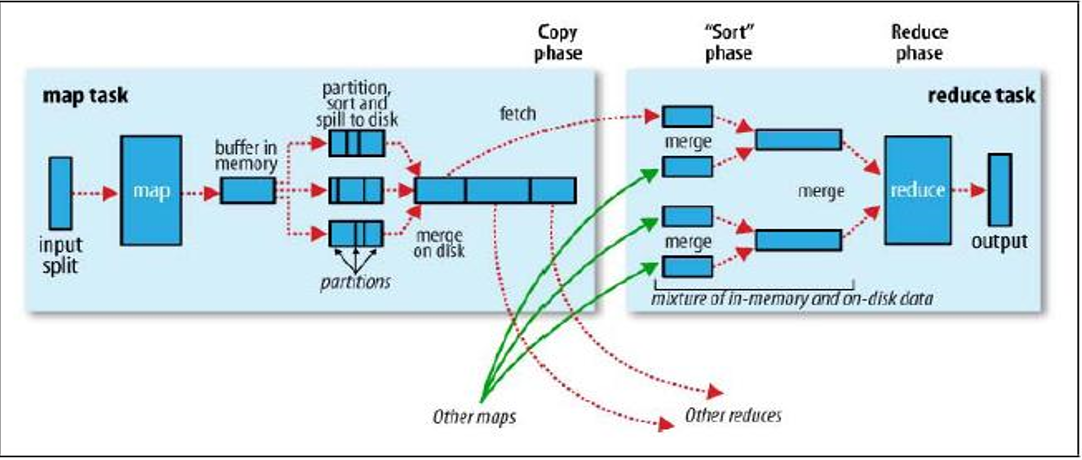 Copy
phase
“Sort”
phase
Reduce
phase
map task
reduce task
partition,
sort and
spill to disk
fetch
buffer in
memory
map
input
split
merge
on disk
partitions
merge
merge
merge
reduce
output
mixture of in-memory and on-disk data
Other maps
Other reduces